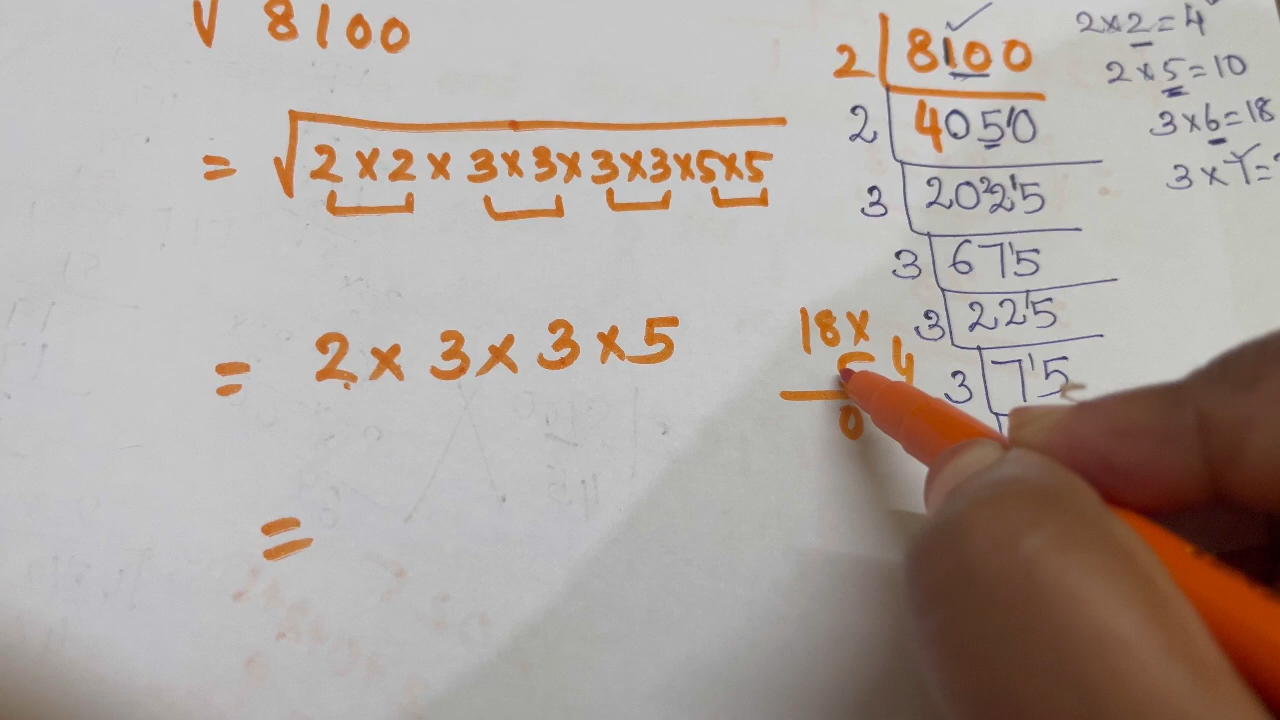 √ 8100
= √2×2×3×3×3×3×5×5
= 2×3×3×5
=
18×
5 4
0
2 | 8100
2 | 4050
3 | 2025
3 | 675
3 | 225
3 | 75
2×2=4
2×5=10
3×6=18
3×